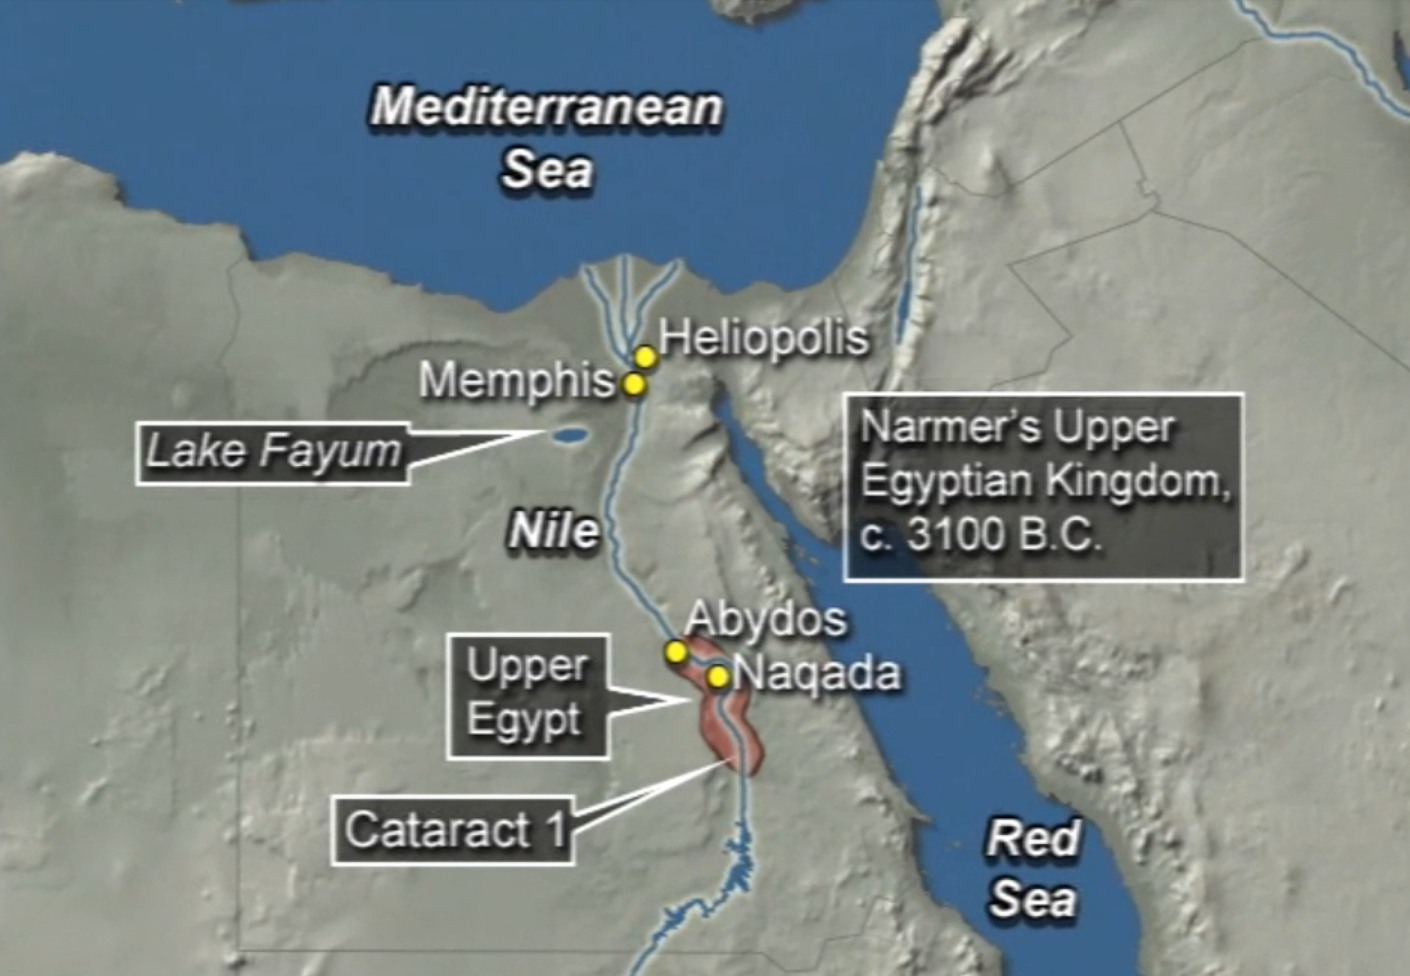 Mediterranean
Sea
Heliopolis
Memphis
Lake Fayum
Narmer's Upper
Egyptian Kingdom,
c. 3100 B.C.
Nile
Abydos
Naqada
Upper
Egypt
Cataract 1
Red
Sea